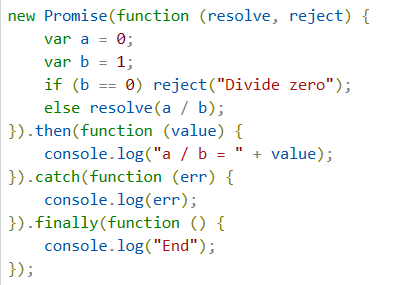 new Promise(function (resolve, reject) {
    var a = 0;
    var b = 1;
    if (b == 0) reject("Divide zero");
    else resolve(a / b);
}).then(function (value) {
    console.log("a / b = " + value);
}).catch(function (err) {
    console.log(err);
}).finally(function () {
    console.log("End");
});